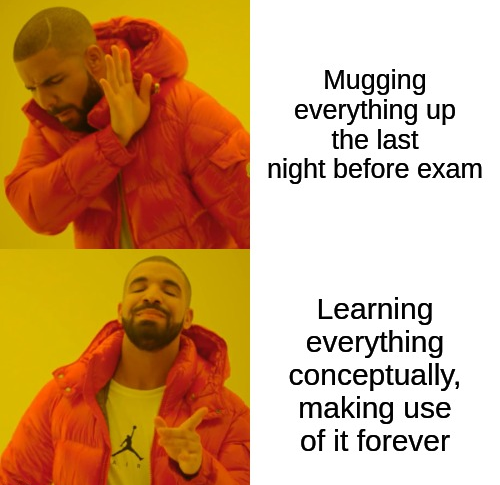 Mugging
everything up
the last
night before exam
Learning
everything
conceptually,
making use
of it forever